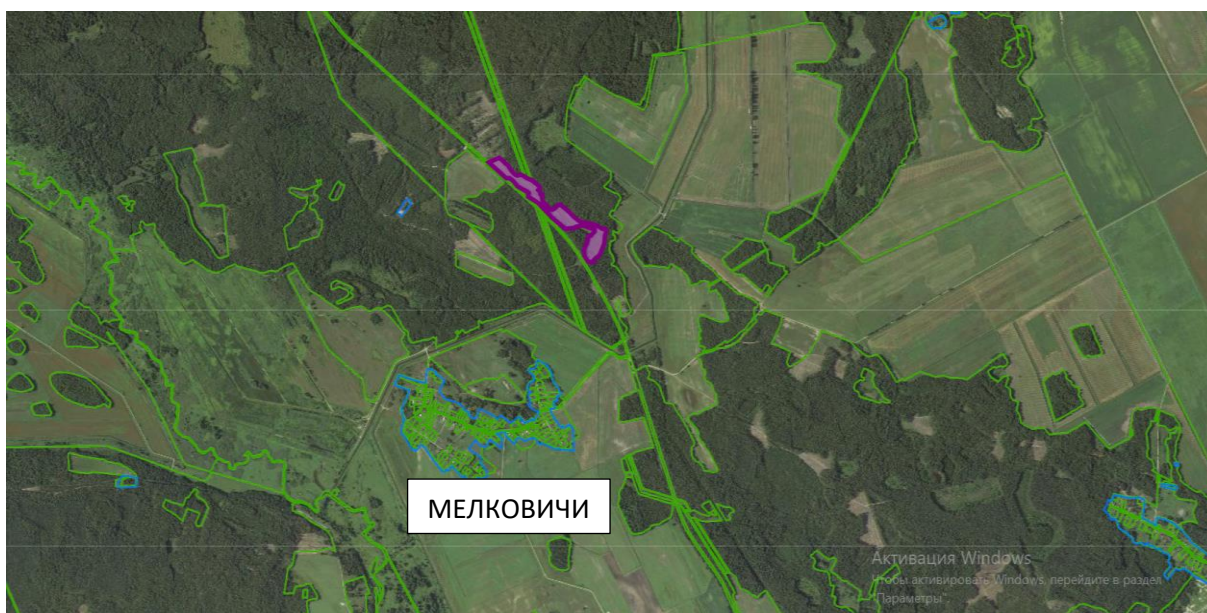 МЕЛКОВИЧИ
Активация Windows
Чтобы активировать Windows, перейдите в раздел
"Параметры".